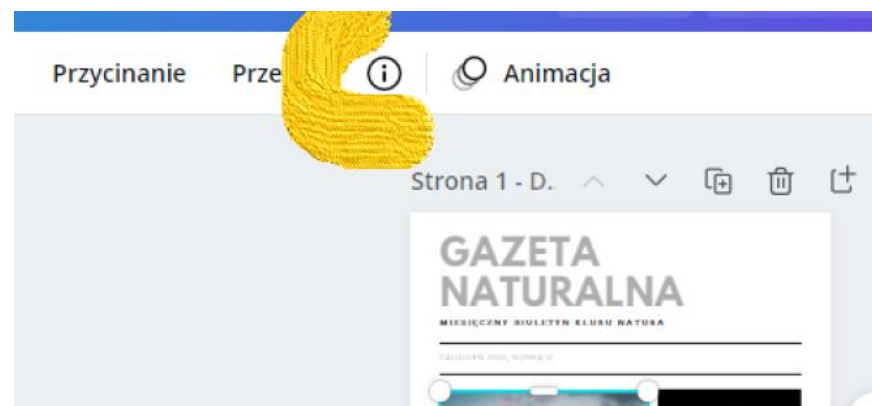 Przycinanie Prze Animacja
Strona 1 - D.
GAZETA
NATURALNA
MIESIĘCZNY BIULETYN KLUBU NATURA